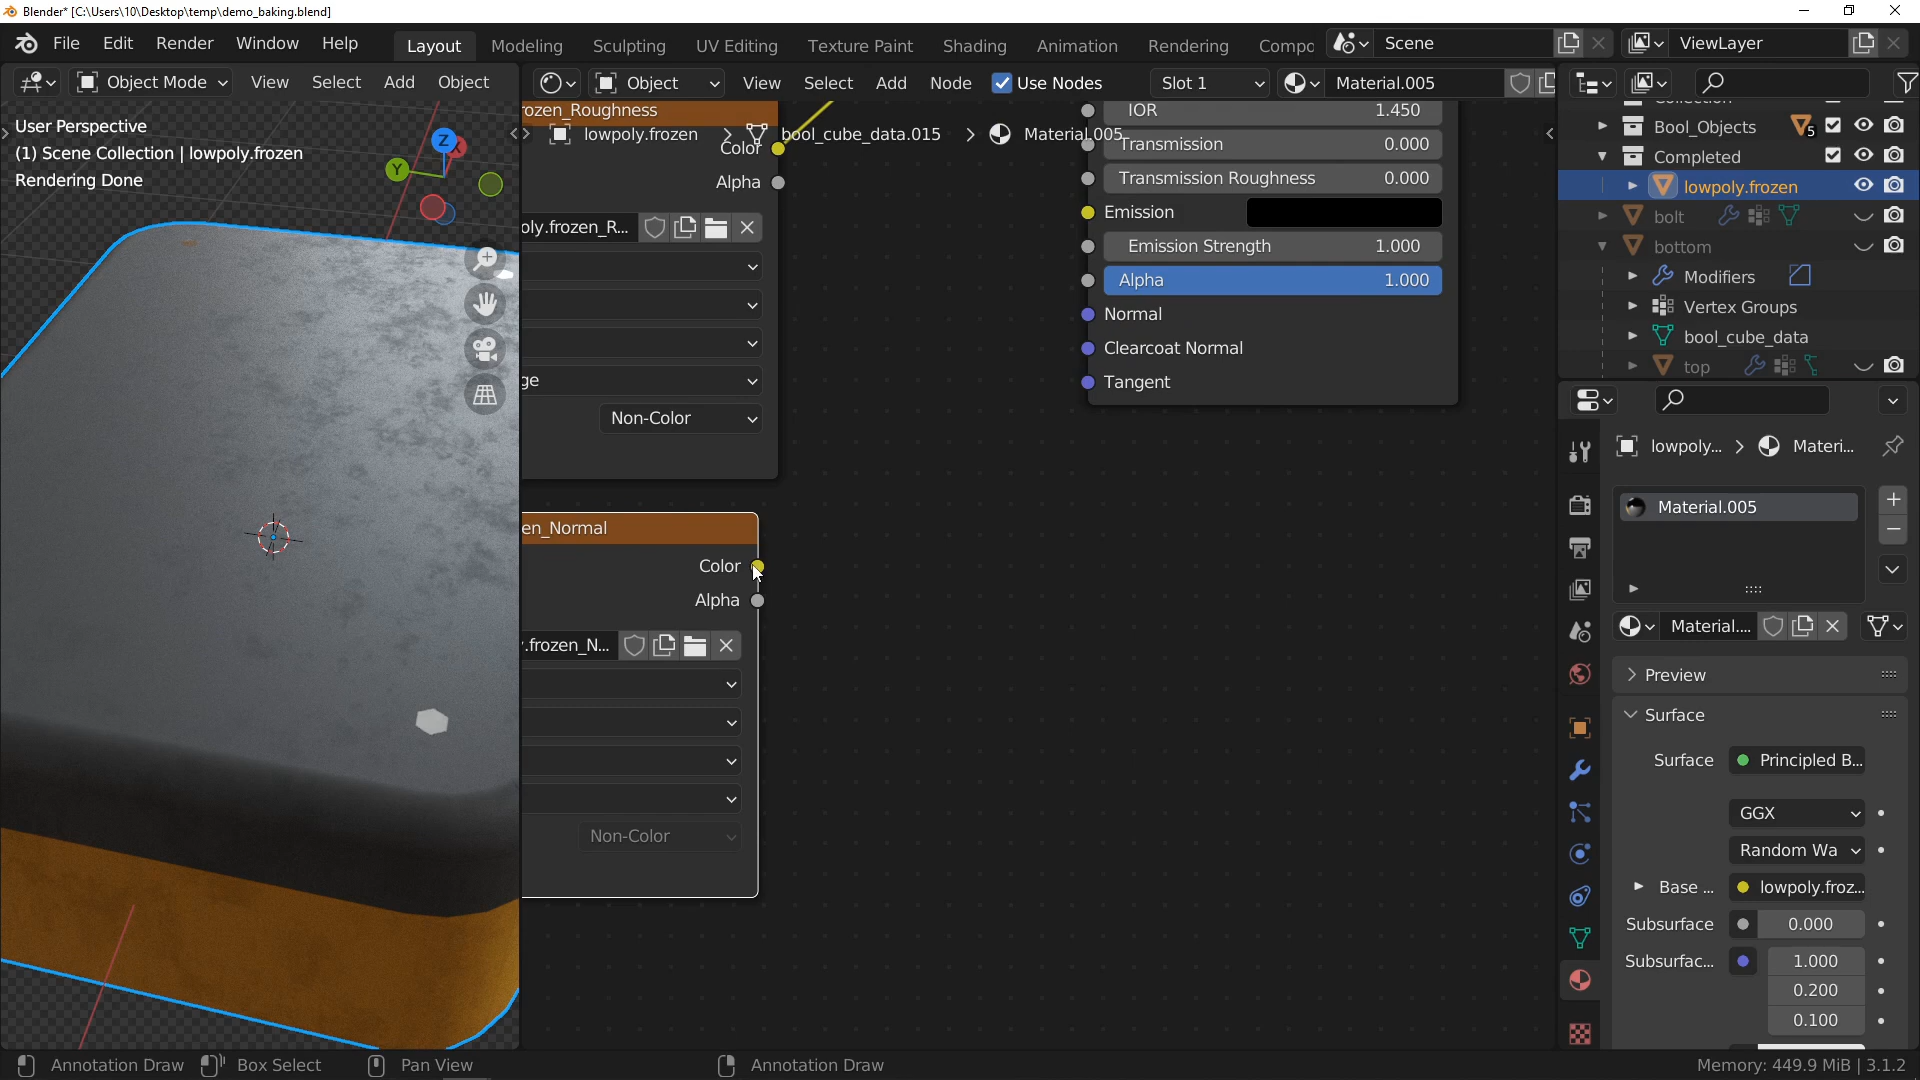 Blender* [C:\Users\10\Desktop\temp\demo_baking.blend]
File Edit Render Window Help
Layout Modeling Sculpting UV Editing Texture Paint Shading Animation Rendering Compo
Scene
ViewLayer
Object Mode View Select Add Object
Object View Select Add Node Use Nodes Slot 1 Material.005
User Perspective
(1) Scene Collection | lowpoly.frozen
Rendering Done
Z
X
Y
rozen_Roughness
lowpoly.frozen > bool_cube_data.015 > Material.005
Color
Alpha
oly.frozen_R...
ge
Non-Color
en_Normal
Color
Alpha
y.frozen_N...
Non-Color
IOR 1.450
Transmission 0.000
Transmission Roughness 0.000
Emission
Emission Strength 1.000
Alpha 1.000
Normal
Clearcoat Normal
Tangent
Collection
Bool_Objects 5
Completed
lowpoly.frozen
bolt
bottom
Modifiers
Vertex Groups
bool_cube_data
top
lowpoly... > Materi...
Material.005
Material....
Preview
Surface
Surface Principled B...
GGX
Random Wa
Base ... lowpoly.froz...
Subsurface 0.000
Subsurfac... 1.000
0.200
0.100
Annotation Draw Box Select Pan View Annotation Draw
Memory: 449.9 MiB | 3.1.2